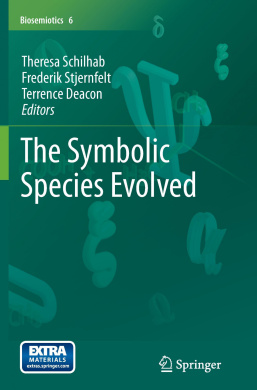 Biosemiotics 6
Theresa Schilhab
Frederik Stjernfelt
Terrence Deacon
Editors
The Symbolic
Species Evolved
EXTRA
MATERIALS
extras.springer.com
Springer